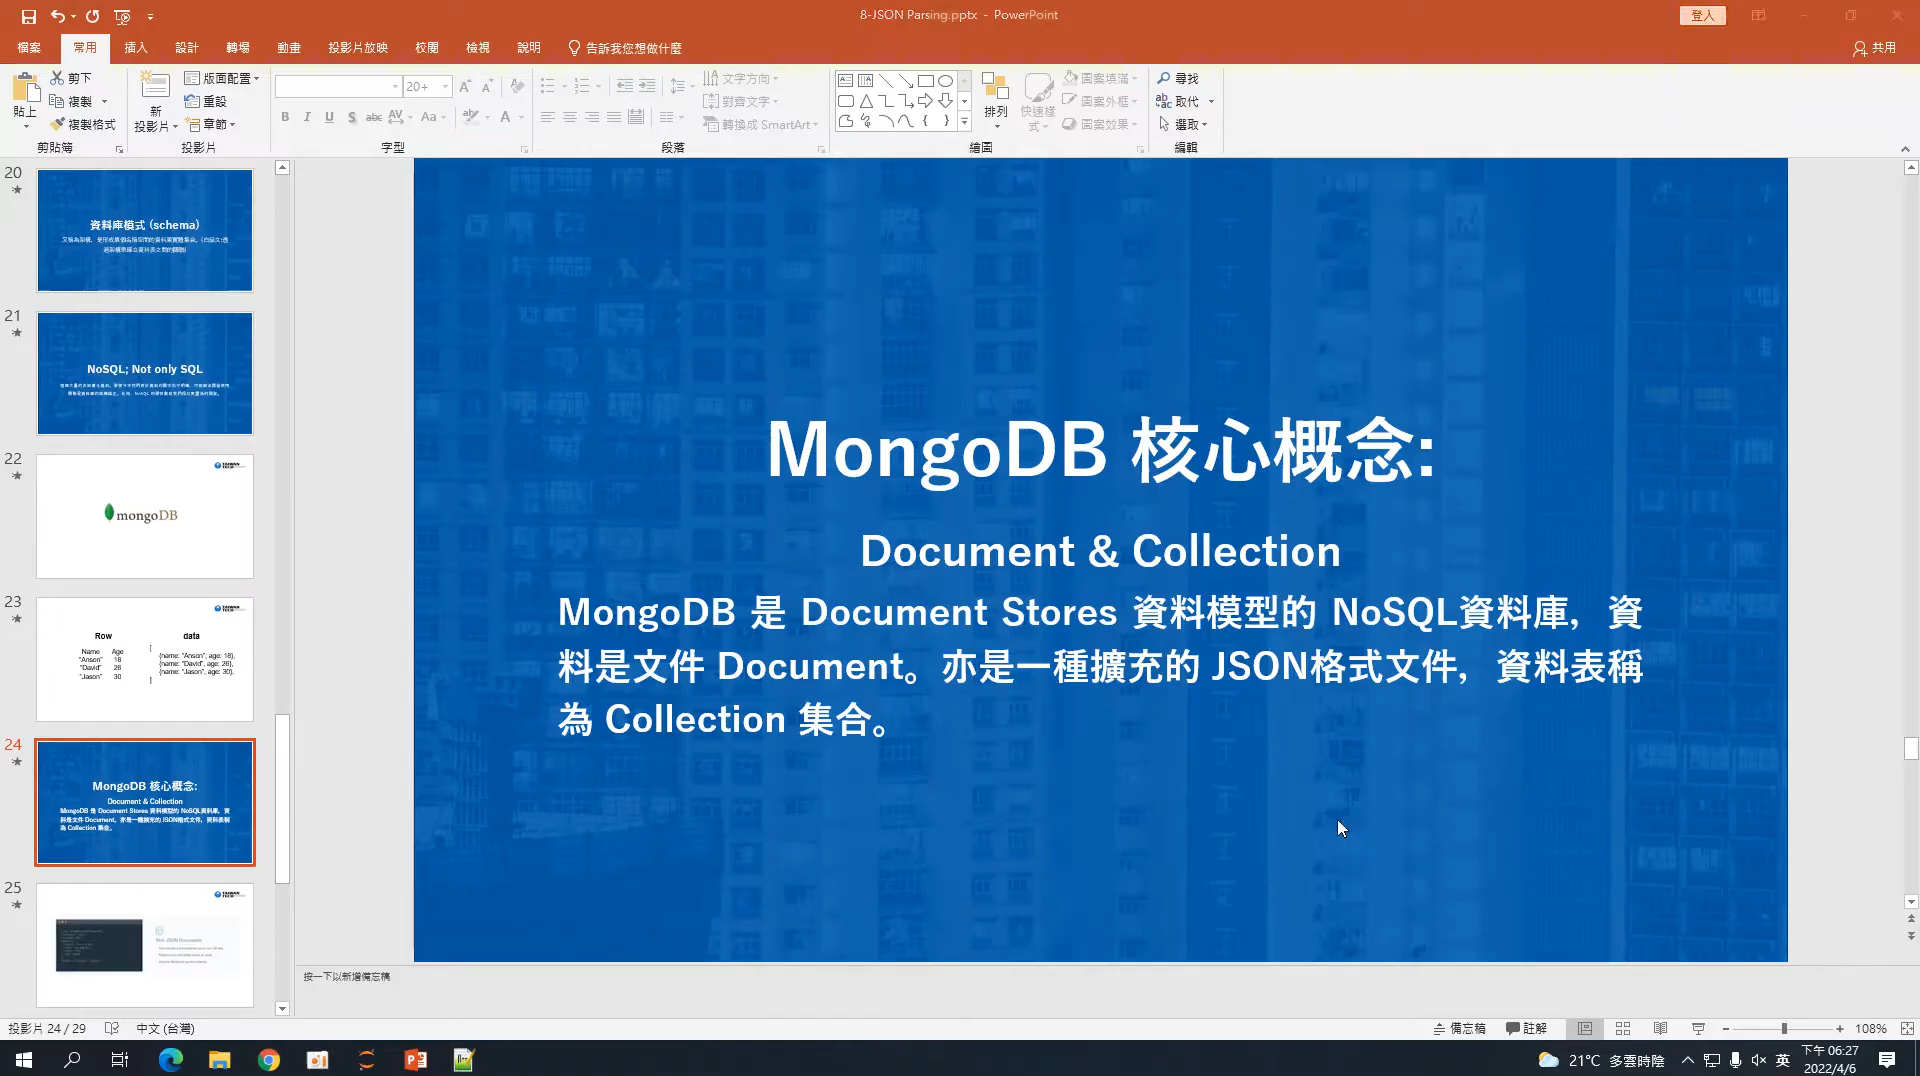 8-JSON Parsing.pptx - PowerPoint
登入
檔案 常用 插入 設計 轉場 動畫 投影片放映 校閱 檢視 說明 告訴我您想做什麼 共用
貼上 剪下 複製 複製格式
剪貼簿
新投影片 版面配置 重設 章節
投影片
20+
B I U S abc AV Aa A
字型
文字方向
對齊文字
轉換成 SmartArt
段落
排列 快速樣式
圖案填滿
圖案外框
圖案效果
繪圖
尋找
取代
選取
編輯
20
資料庫模式 (schema)
21
NoSQL; Not only SQL
22
mongoDB
23
Row data
Name Age [
"Anson" 18 {name: "Anson", age: 18},
"David" 26 {name: "David", age: 26},
"Jason" 30 {name: "Jason", age: 30},
]
24
MongoDB 核心概念:
Document & Collection
MongoDB 是 Document Stores 資料模型的 NoSQL資料庫，資
料是文件 Document。亦是一種擴充的 JSON格式文件，資料表稱
為 Collection 集合。
25
MongoDB 核心概念:
Document & Collection
MongoDB 是 Document Stores 資料模型的 NoSQL資料庫，資
料是文件 Document。亦是一種擴充的 JSON格式文件，資料表稱
為 Collection 集合。
按一下以新增備忘稿
投影片 24 / 29 中文 (台灣)
備忘稿 註解 108%
21°C 多雲時陰 英 下午 06:27
2022/4/6